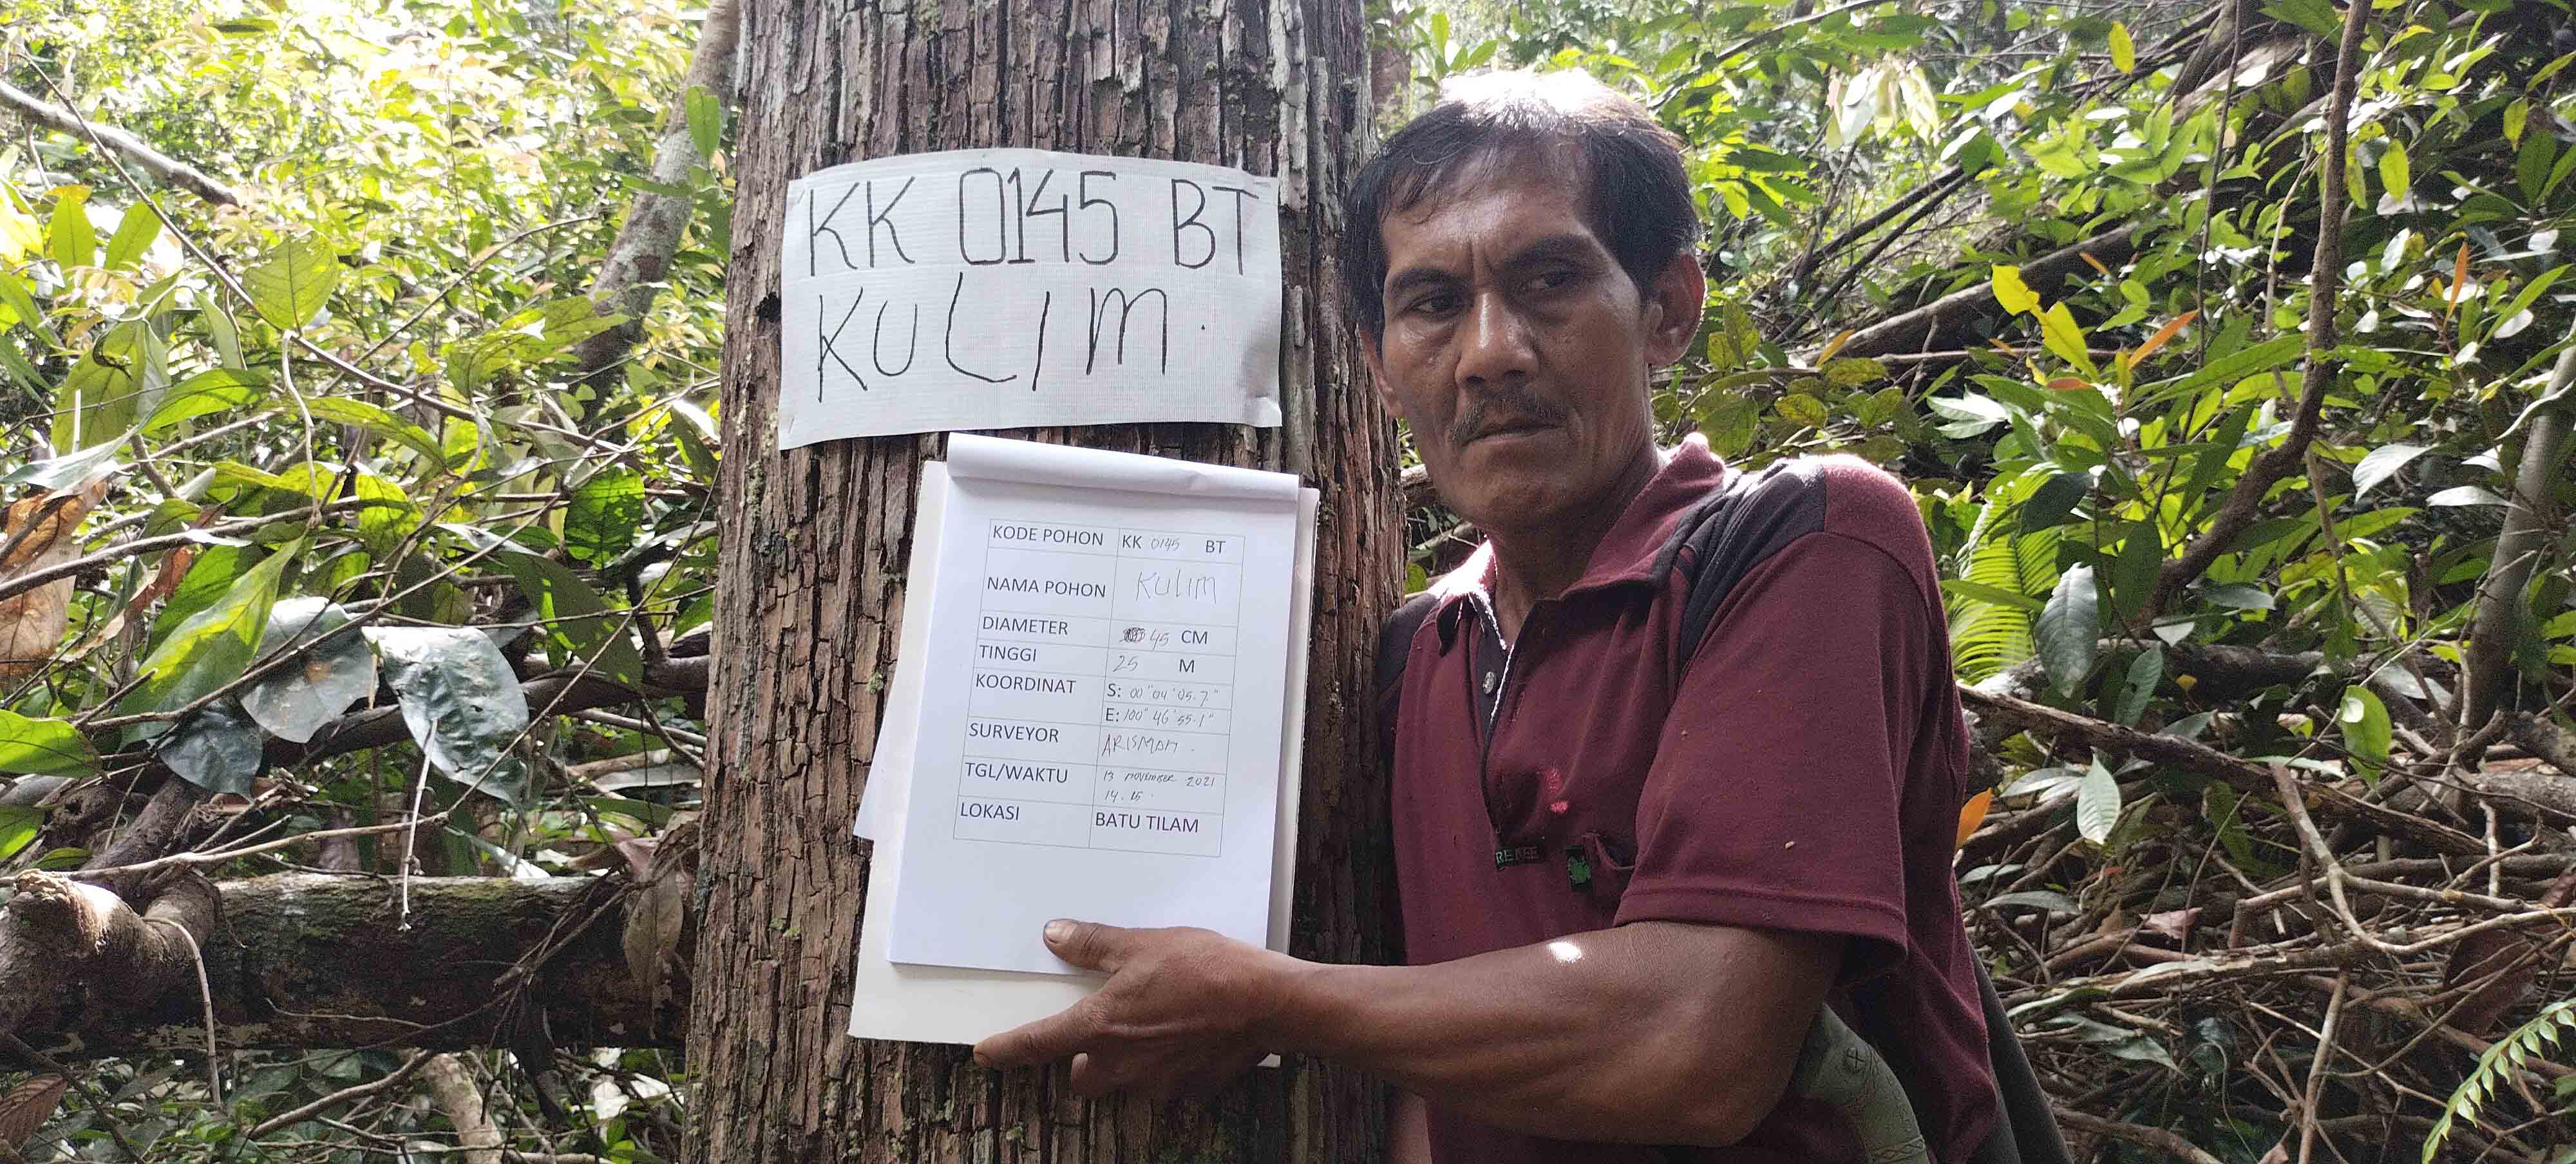 KK 0145 BT
KULIM.
KODE POHON KK 0145 BT
NAMA POHON KULIM
DIAMETER 45 CM
TINGGI 25 M
KOORDINAT S: 00°04'05.7"
E: 100°46'55.1"
SURVEYOR ARISMAN.
TGL/WAKTU 13 NOVEMBER 2021
14.15.
LOKASI BATU TILAM